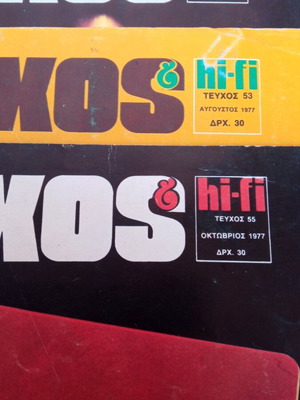 ΧΟΣ & hi-fi
ΤΕΥΧΟΣ 53
ΑΥΓΟΥΣΤΟΣ 1977
ΔΡΧ. 30
ΧΟΣ & hi-fi
ΤΕΥΧΟΣ 55
ΟΚΤΩΒΡΙΟΣ 1977
ΔΡΧ. 30